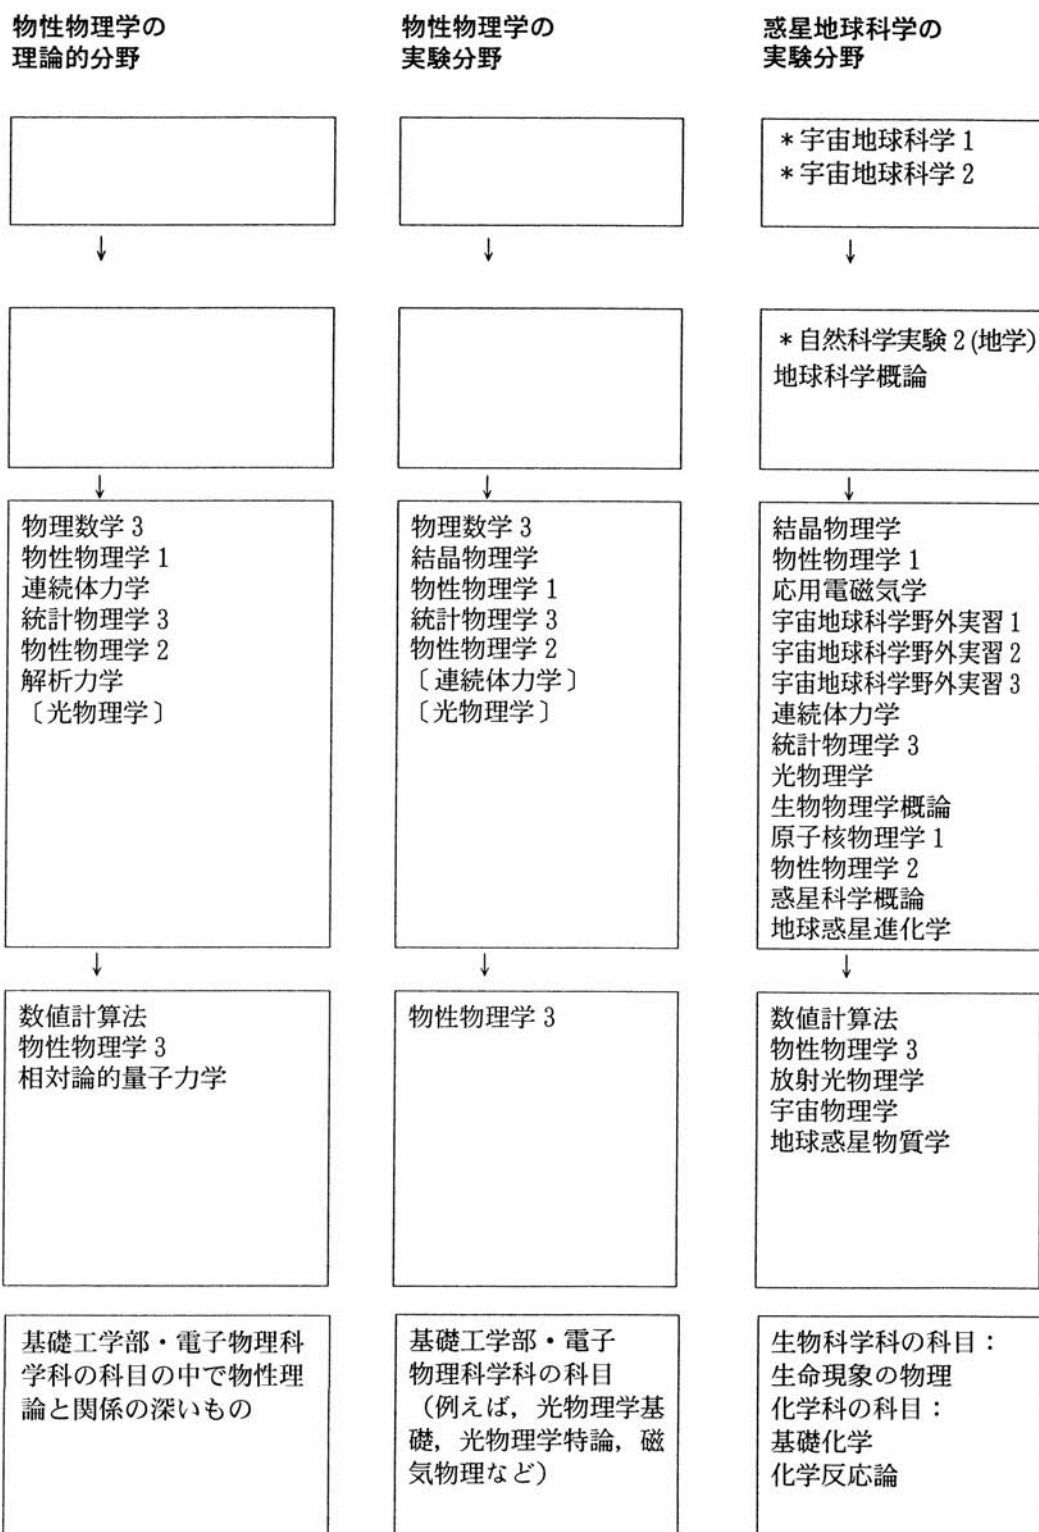 物性物理学の
理論的分野
物理数学 3
物性物理学 1
連続体力学
統計物理学 3
物性物理学 2
解析力学
〔光物理学〕
数値計算法
物性物理学 3
相対論的量子力学
基礎工学部・電子物理科
学科の科目の中で物性理
論と関係の深いもの
物性物理学の
実験分野
物理数学 3
結晶物理学
物性物理学 1
統計物理学 3
物性物理学 2
〔連続体力学〕
〔光物理学〕
物性物理学 3
基礎工学部・電子
物理科学科の科目
(例えば，光物理学基
礎，光物理学特論，磁
気物理など)
惑星地球科学の
実験分野
＊宇宙地球科学 1
＊宇宙地球科学 2
＊自然科学実験 2 (地学)
地球科学概論
結晶物理学
物性物理学 1
応用電磁気学
宇宙地球科学野外実習 1
宇宙地球科学野外実習 2
宇宙地球科学野外実習 3
連続体力学
統計物理学 3
光物理学
生物物理学概論
原子核物理学 1
物性物理学 2
惑星科学概論
地球惑星進化学
数値計算法
物性物理学 3
放射光物理学
宇宙物理学
地球惑星物質学
生物科学科の科目：
生命現象の物理
化学科の科目：
基礎化学
化学反応論